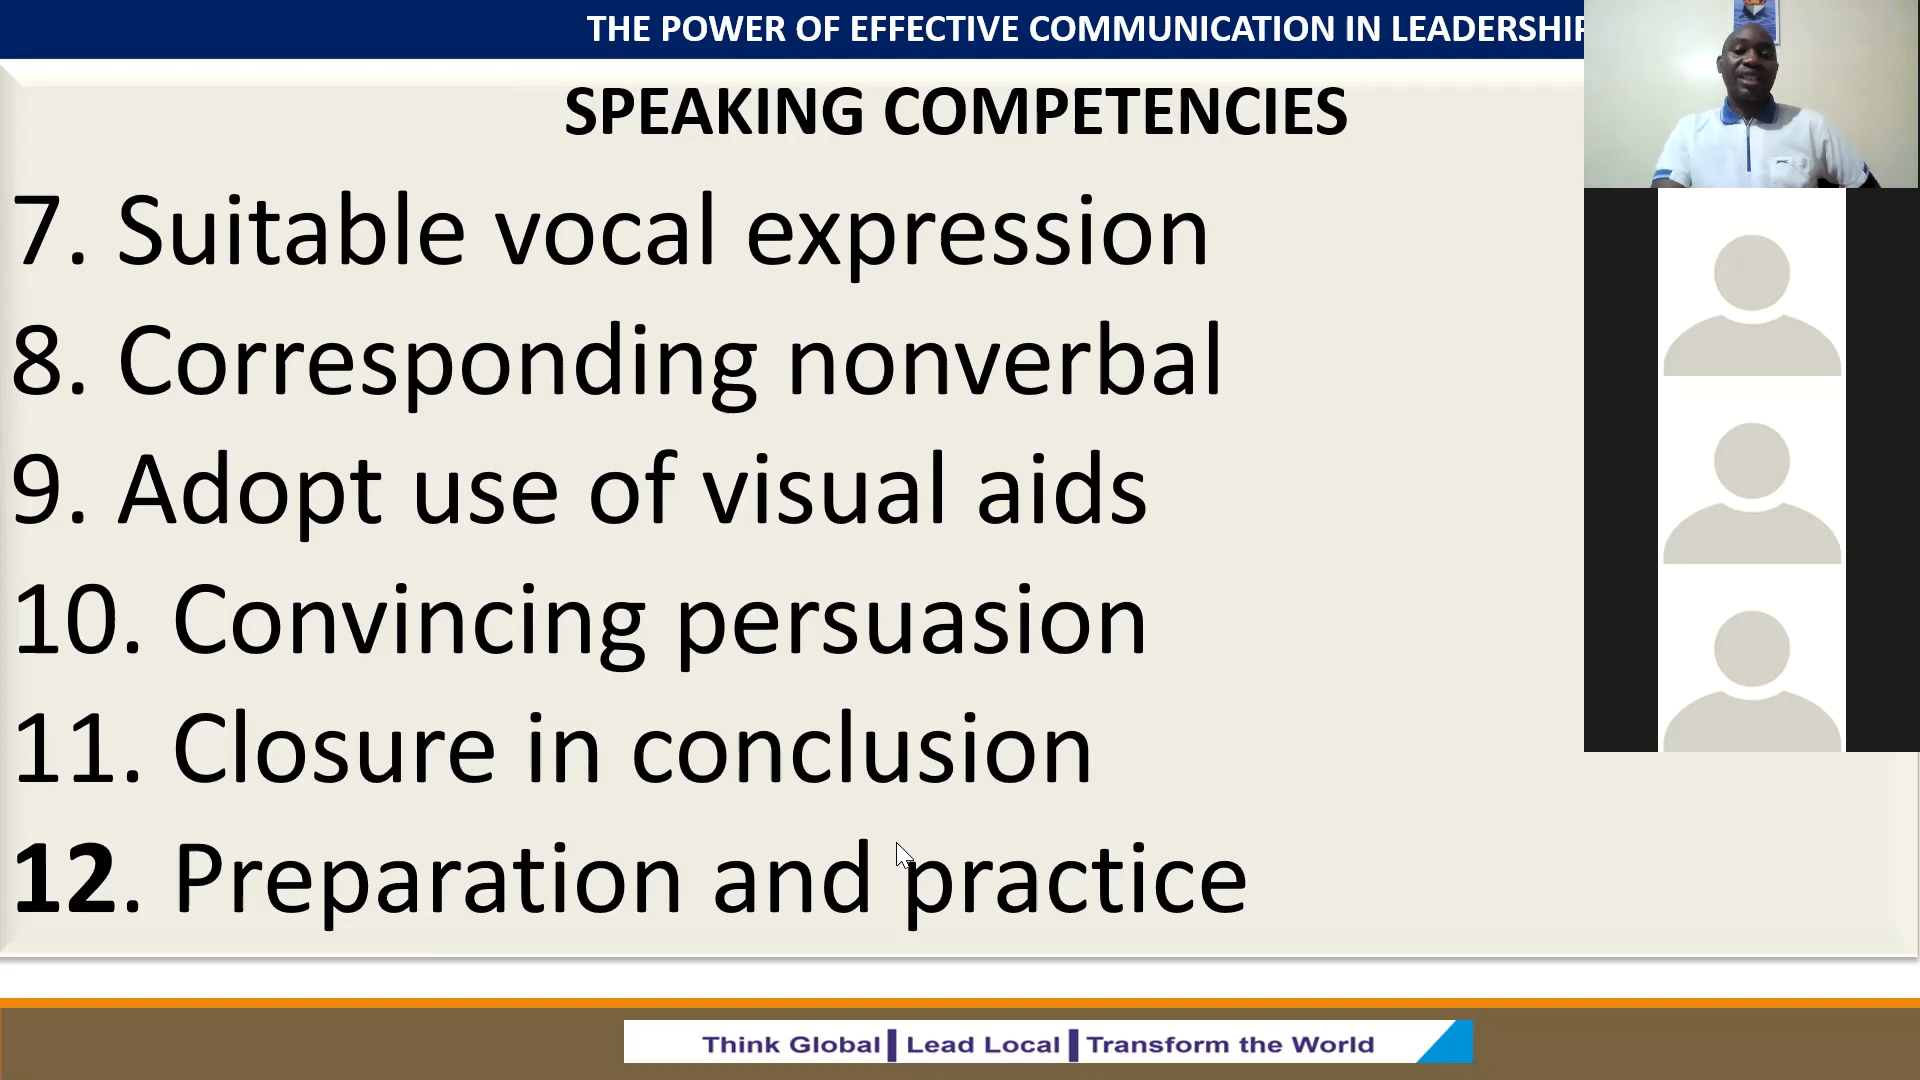 THE POWER OF EFFECTIVE COMMUNICATION IN LEADERSHIP
SPEAKING COMPETENCIES
7. Suitable vocal expression
8. Corresponding nonverbal
9. Adopt use of visual aids
10. Convincing persuasion
11. Closure in conclusion
12. Preparation and practice
Think Global | Lead Local | Transform the World